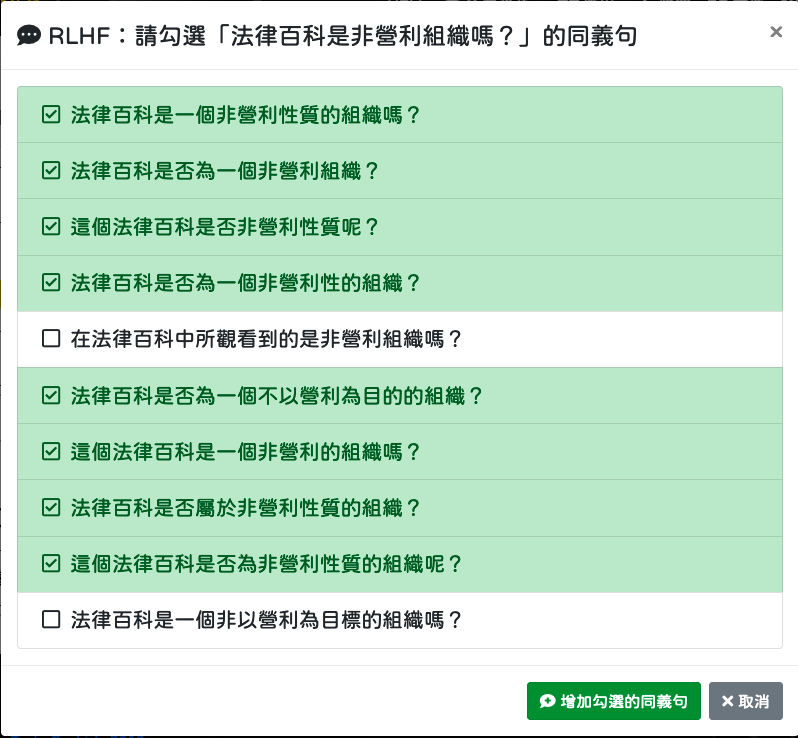 RLHF：請勾選「法律百科是非營利組織嗎？」的同義句
×
法律百科是一個非營利性質的組織嗎？
法律百科是否為一個非營利組織？
這個法律百科是否非營利性質呢？
法律百科是否為一個非營利性的組織？
在法律百科中所觀看到的是非營利組織嗎？
法律百科是否為一個不以營利為目的的組織？
這個法律百科是一個非營利的組織嗎？
法律百科是否屬於非營利性質的組織？
這個法律百科是否為非營利性質的組織呢？
法律百科是一個非以營利為目標的組織嗎？
增加勾選的同義句
取消